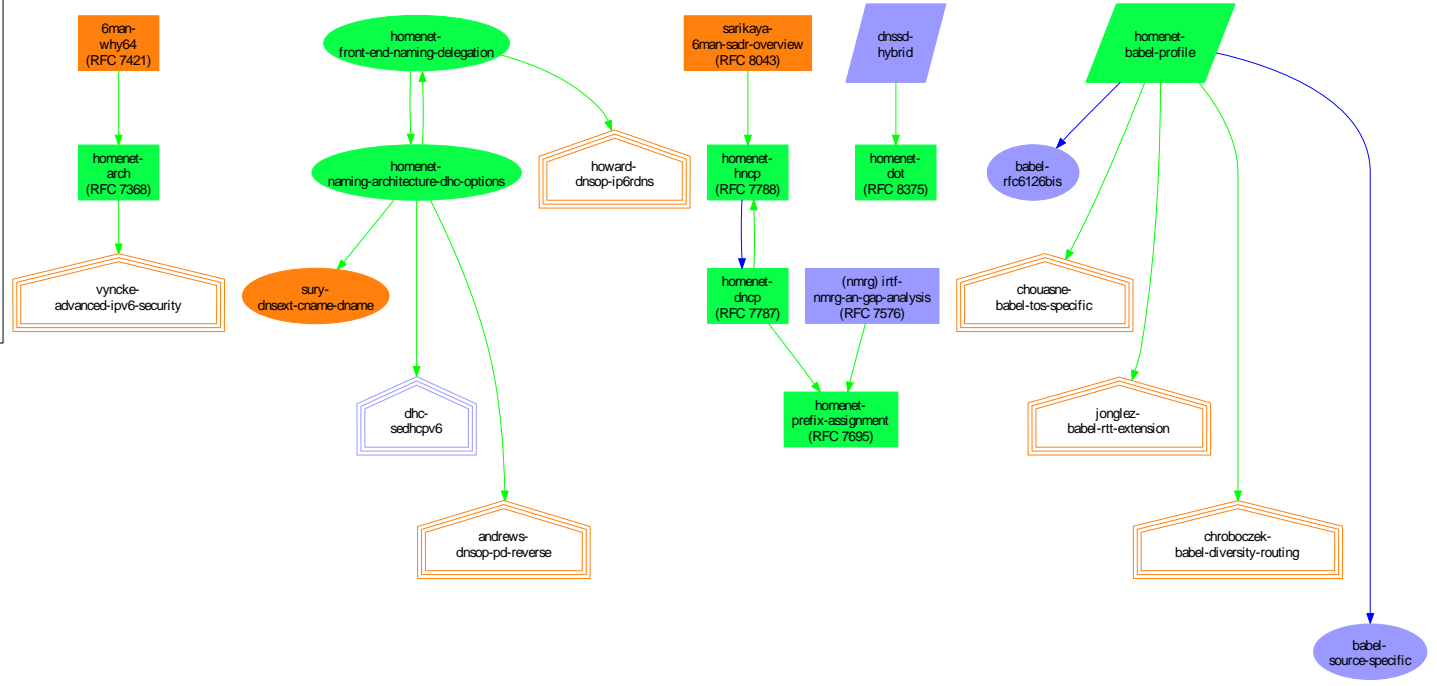 6man-
why64
(RFC 7421)
homenet-
front-end-naming-delegation
sarikaya-
6man-sadr-overview
(RFC 8043)
dnssd-
hybrid
homenet-
babel-profile
homenet-
arch
(RFC 7368)
homenet-
naming-architecture-dhc-options
howard-
dnsop-ip6rdns
homenet-
hncp
(RFC 7788)
homenet-
dot
(RFC 8375)
babel-
rfc6126bis
vyncke-
advanced-ipv6-security
sury-
dnsext-cname-dname
homenet-
dncp
(RFC 7787)
(nmrg) irtf-
nmrg-an-gap-analysis
(RFC 7576)
chouasne-
babel-tos-specific
dhc-
sedhcpv6
homenet-
prefix-assignment
(RFC 7695)
jonglez-
babel-rtt-extension
andrews-
dnsop-pd-reverse
chroboczek-
babel-diversity-routing
babel-
source-specific